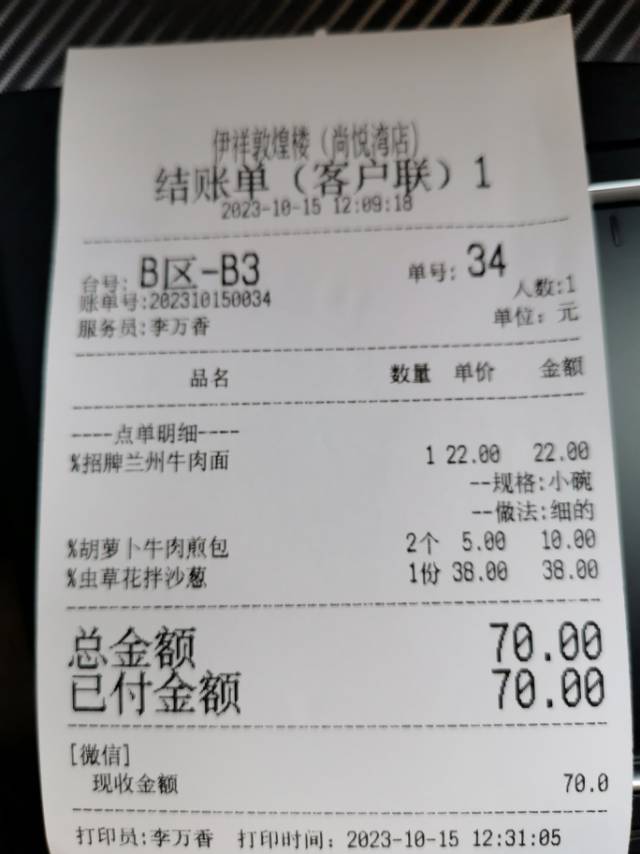 伊祥敦煌楼（尚悦湾店）
结账单（客户联）1
2023-10-15 12:09:18
台号: B区-B3 单号: 34
账单号:202310150034 人数:1
服务员:李万香 单位: 元
品名 数量 单价 金额
----点单明细----
%招牌兰州牛肉面 1 22.00 22.00
--规格:小碗
--做法:细的
%胡萝卜牛肉煎包 2个 5.00 10.00
%虫草花拌沙葱 1份 38.00 38.00
总金额 70.00
已付金额 70.00
[微信]
现收金额 70.0
打印员:李万香 打印时间: 2023-10-15 12:31:05